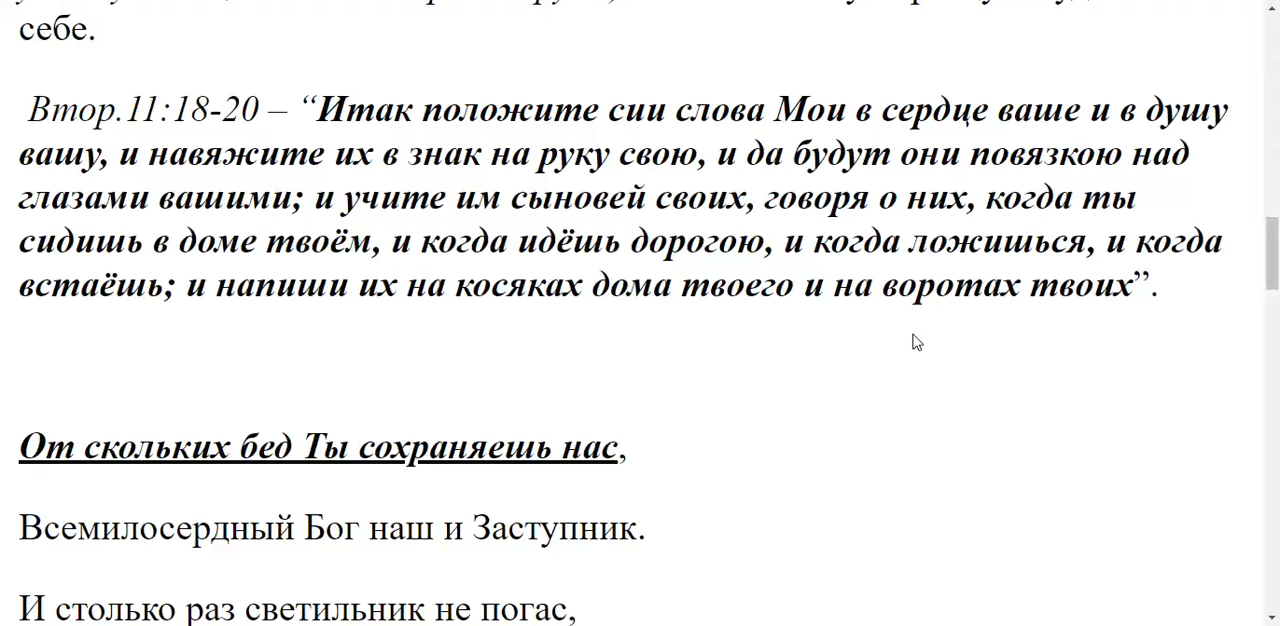 себе.
Втор.11:18-20 – “Итак положите сии слова Мои в сердце ваше и в душу
вашу, и навяжите их в знак на руку свою, и да будут они повязкою над
глазами вашими; и учите им сыновей своих, говоря о них, когда ты
сидишь в доме твоём, и когда идёшь дорогою, и когда ложишься, и когда
встаёшь; и напиши их на косяках дома твоего и на воротах твоих”.
От скольких бед Ты сохраняешь нас,
Всемилосердный Бог наш и Заступник.
И столько раз светильник не погас,